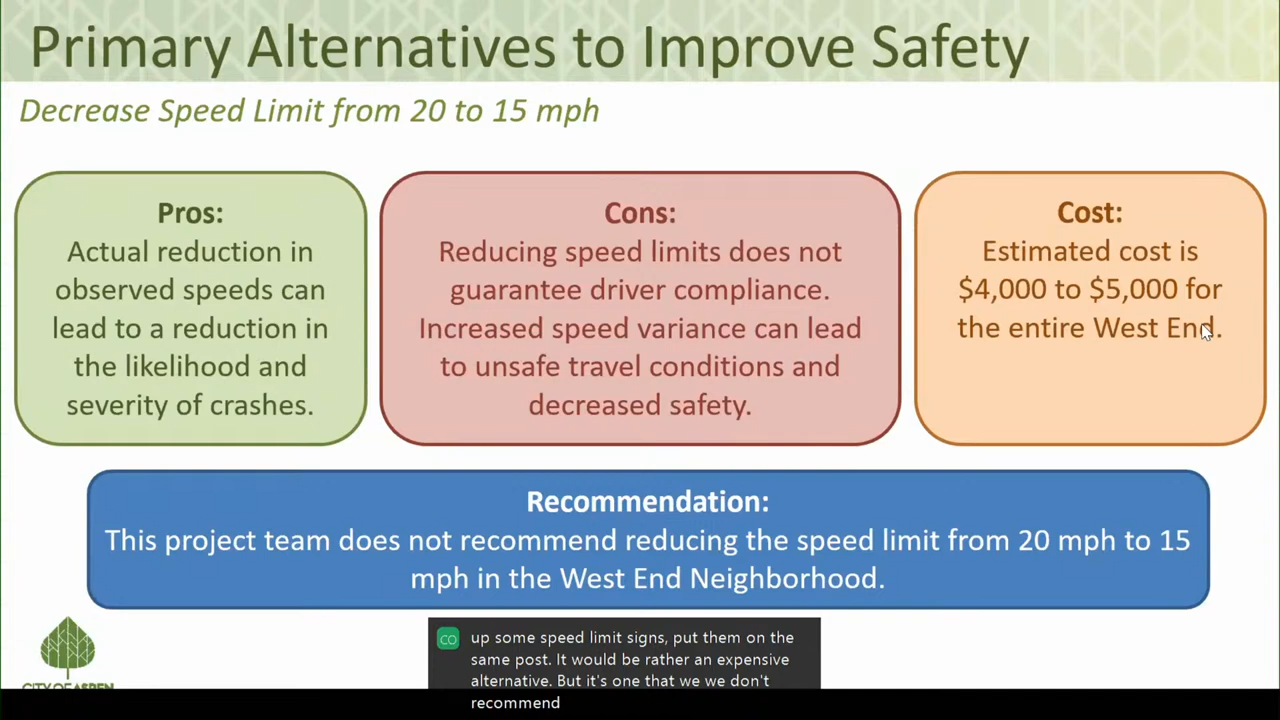 Primary Alternatives to Improve Safety
Decrease Speed Limit from 20 to 15 mph
Pros:
Actual reduction in
observed speeds can
lead to a reduction in
the likelihood and
severity of crashes.
Cons:
Reducing speed limits does not
guarantee driver compliance.
Increased speed variance can lead
to unsafe travel conditions and
decreased safety.
Cost:
Estimated cost is
$4,000 to $5,000 for
the entire West End.
Recommendation:
This project team does not recommend reducing the speed limit from 20 mph to 15
mph in the West End Neighborhood.
CITY OF ASPEN
CO
up some speed limit signs, put them on the
same post. It would be rather an expensive
alternative. But it's one that we we don't
recommend